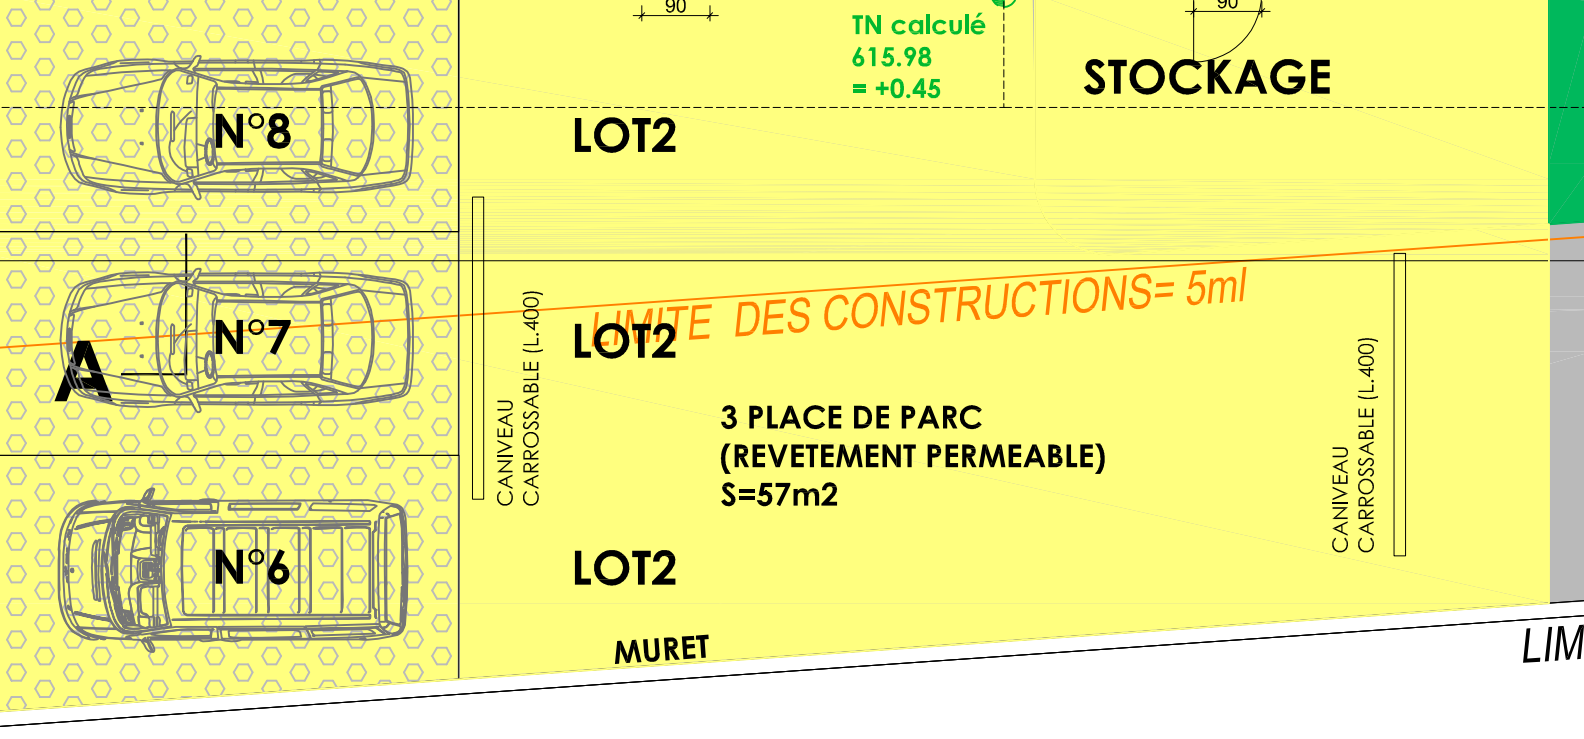 90
90
TN calculé
615.98
= +0.45
STOCKAGE
N°8
LOT2
LIMITE DES CONSTRUCTIONS= 5ml
N°7
LOT2
A
CANIVEAU
CARROSSABLE (L.400)
3 PLACE DE PARC
(REVETEMENT PERMEABLE)
S=57m2
CANIVEAU
CARROSSABLE (L.400)
N°6
LOT2
MURET
LIM